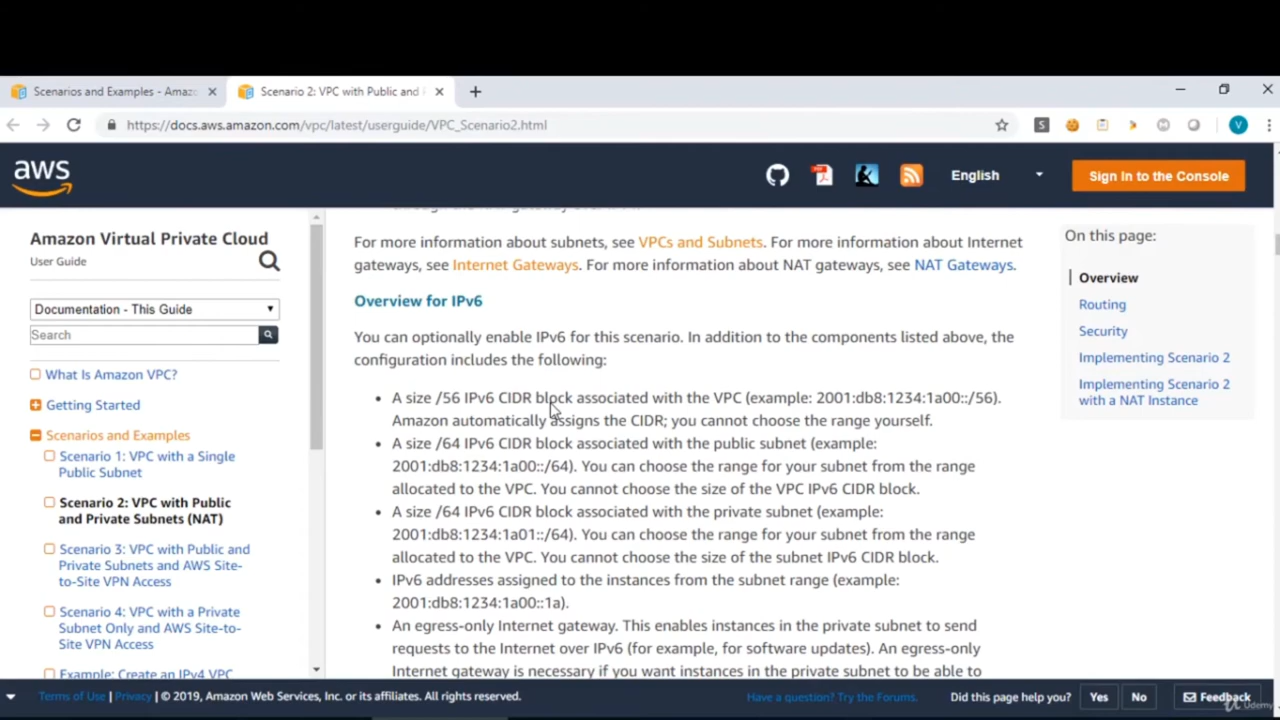 Scenarios and Examples - Amaz
Scenario 2: VPC with Public and
https://docs.aws.amazon.com/vpc/latest/userguide/VPC_Scenario2.html
S
V
aws
English
Sign In to the Console
Amazon Virtual Private Cloud
User Guide
Documentation - This Guide
Search
What Is Amazon VPC?
Getting Started
Scenarios and Examples
Scenario 1: VPC with a Single
Public Subnet
Scenario 2: VPC with Public
and Private Subnets (NAT)
Scenario 3: VPC with Public and
Private Subnets and AWS Site-
to-Site VPN Access
Scenario 4: VPC with a Private
Subnet Only and AWS Site-to-
Site VPN Access
Example: Create an IPv4 VPC
For more information about subnets, see VPCs and Subnets. For more information about Internet
gateways, see Internet Gateways. For more information about NAT gateways, see NAT Gateways.
Overview for IPv6
You can optionally enable IPv6 for this scenario. In addition to the components listed above, the
configuration includes the following:
• A size /56 IPv6 CIDR block associated with the VPC (example: 2001:db8:1234:1a00::/56).
Amazon automatically assigns the CIDR; you cannot choose the range yourself.
• A size /64 IPv6 CIDR block associated with the public subnet (example:
2001:db8:1234:1a00::/64). You can choose the range for your subnet from the range
allocated to the VPC. You cannot choose the size of the VPC IPv6 CIDR block.
• A size /64 IPv6 CIDR block associated with the private subnet (example:
2001:db8:1234:1a01::/64). You can choose the range for your subnet from the range
allocated to the VPC. You cannot choose the size of the subnet IPv6 CIDR block.
• IPv6 addresses assigned to the instances from the subnet range (example:
2001:db8:1234:1a00::1a).
• An egress-only Internet gateway. This enables instances in the private subnet to send
requests to the Internet over IPv6 (for example, for software updates). An egress-only
Internet gateway is necessary if you want instances in the private subnet to be able to
On this page:
Overview
Routing
Security
Implementing Scenario 2
Implementing Scenario 2
with a NAT Instance
Terms of Use | Privacy | © 2019, Amazon Web Services, Inc. or its affiliates. All rights reserved.
Have a question? Try the Forums.
Did this page help you?
Yes
No
Feedback
Udemy